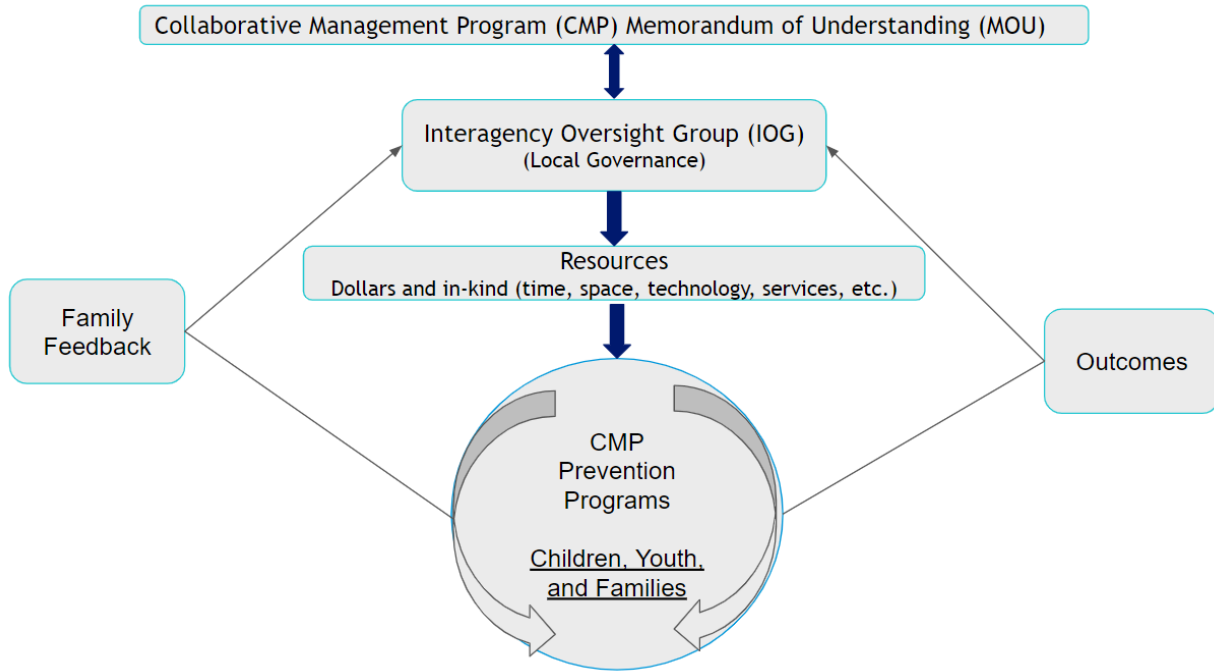 Collaborative Management Program (CMP) Memorandum of Understanding (MOU)
Interagency Oversight Group (IOG)
(Local Governance)
Resources
Dollars and in-kind (time, space, technology, services, etc.)
Family
Feedback
Outcomes
CMP
Prevention
Programs
Children, Youth,
and Families